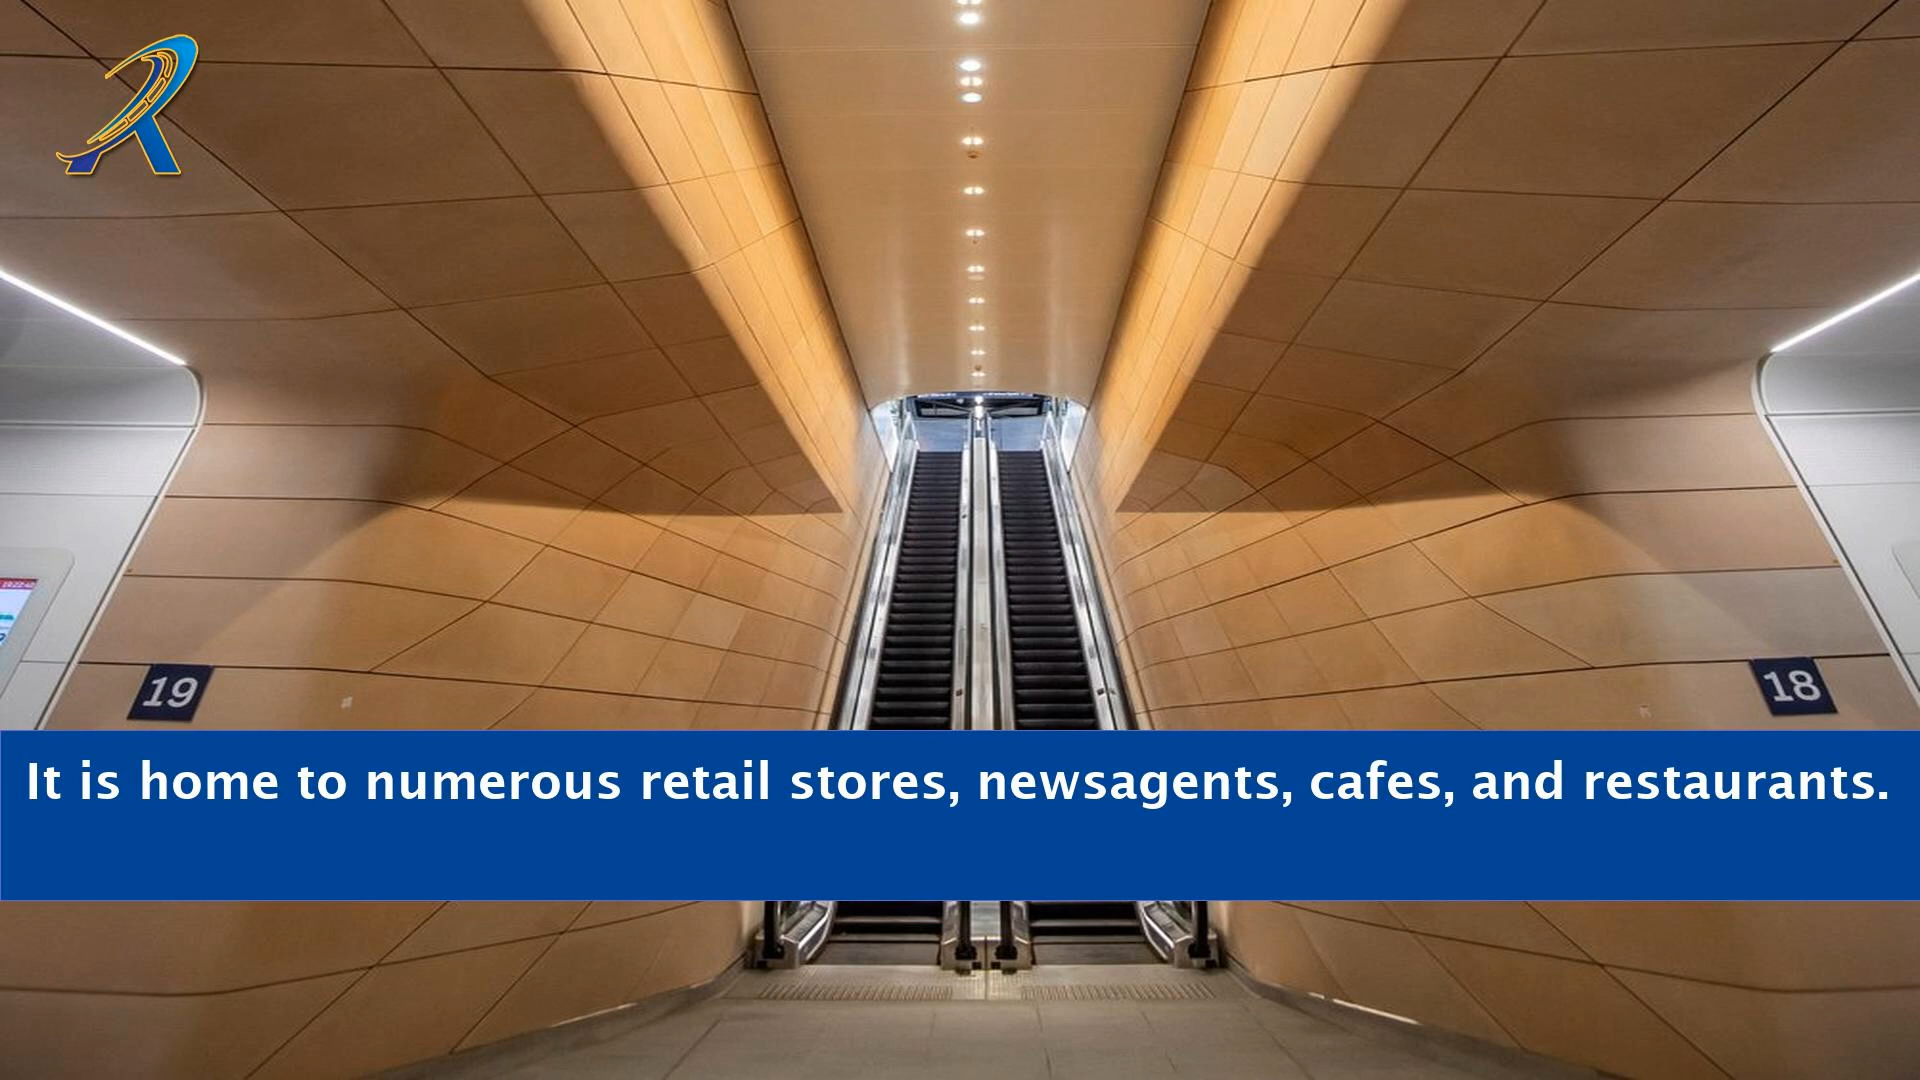 19
18
It is home to numerous retail stores, newsagents, cafes, and restaurants.